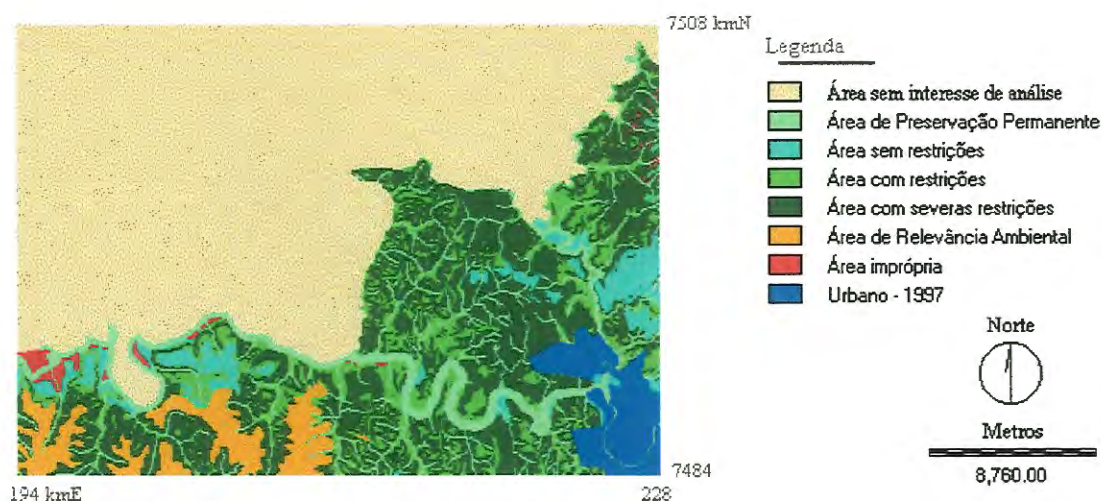 7508 kmN
Legenda
Área sem interesse de análise
Área de Preservação Permanente
Área sem restrições
Área com restrições
Área com severas restrições
Área de Relevância Ambiental
Área imprópria
Urbano - 1997
Norte
Metros
8,760.00
7484
194 kmE
228